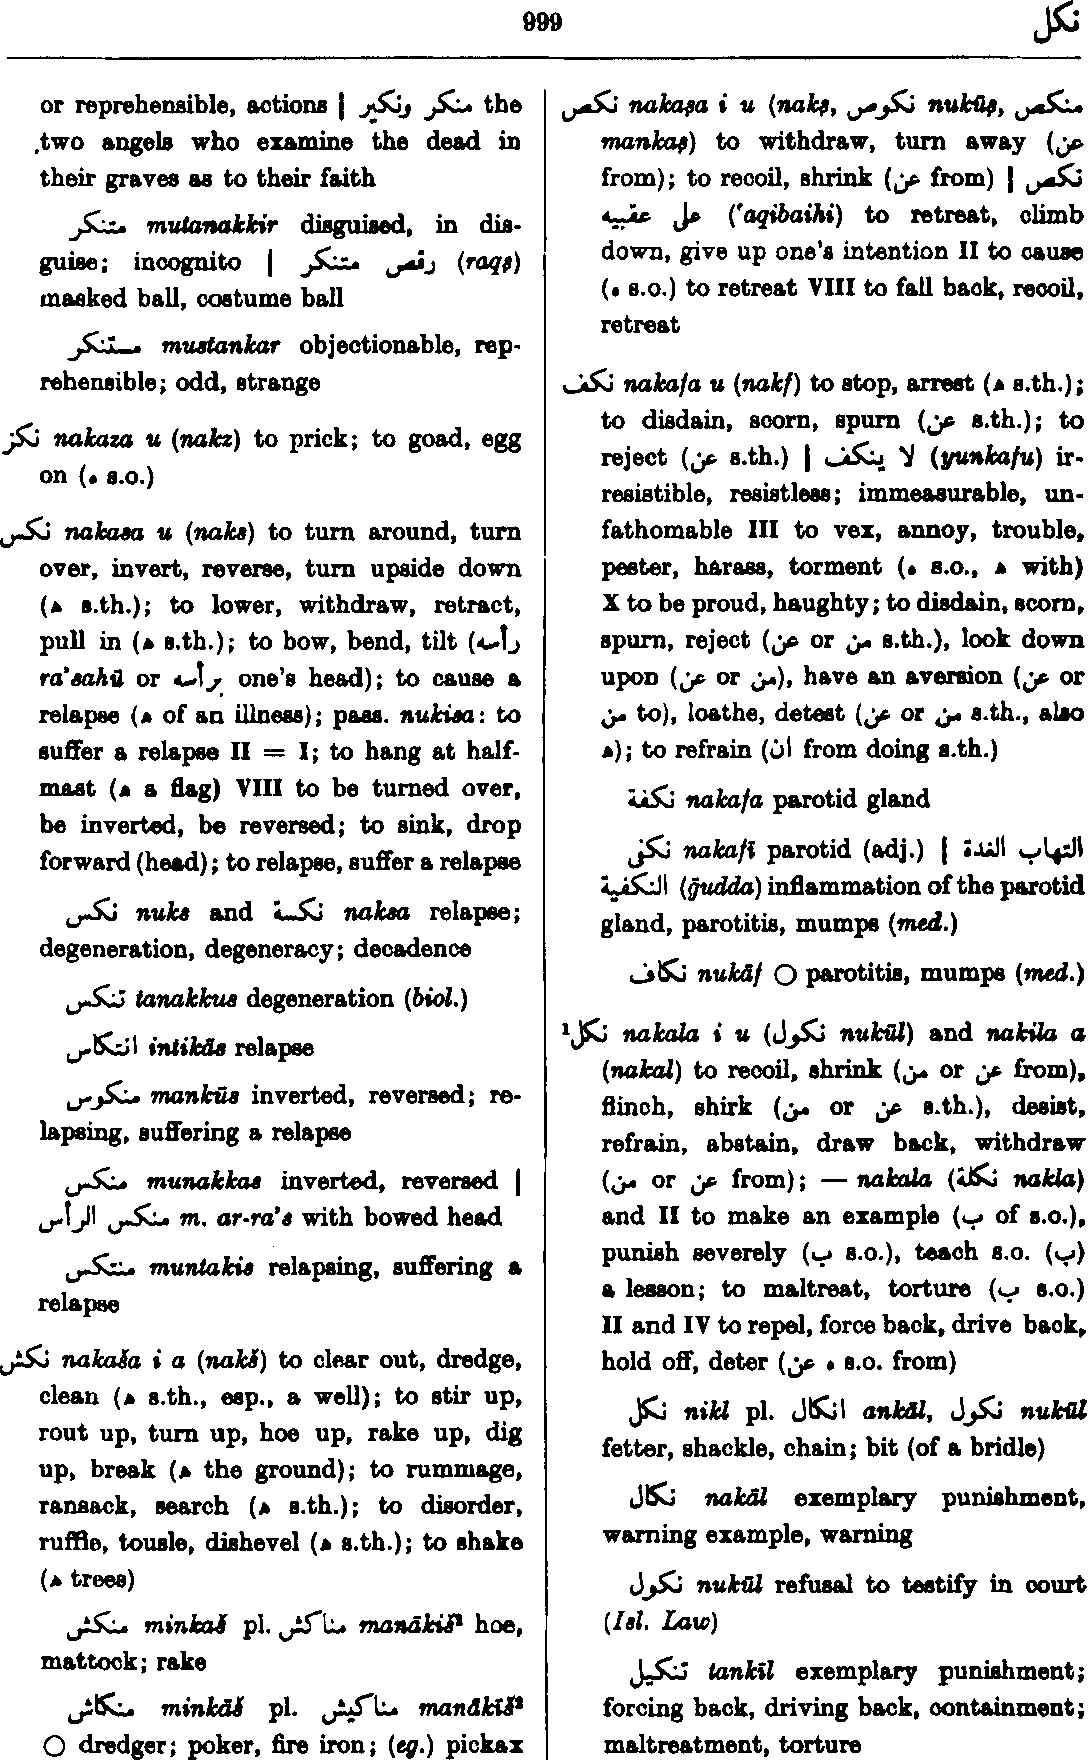 999 نكل
or reprehensible, actions | منكر ونكير the
two angels who examine the dead in
their graves as to their faith
متنكر mutanakkir disguised, in dis-
guise; incognito | رقص متنكر (raqṣ)
masked ball, costume ball
مستنكر mustankar objectionable, rep-
rehensible; odd, strange
نكز nakaza u (nakz) to prick; to goad, egg
on (ه s.o.)
نكس nakasa u (naks) to turn around, turn
over, invert, reverse, turn upside down
(ه s.th.); to lower, withdraw, retract,
pull in (ه s.th.); to bow, bend, tilt (رأسه
ra'sahū or برأسه one's head); to cause a
relapse (ه of an illness); pass. nukisa: to
suffer a relapse II = I; to hang at half-
mast (ه a flag) VIII to be turned over,
be inverted, be reversed; to sink, drop
forward (head); to relapse, suffer a relapse
نكس nuks and نكسة naksa relapse;
degeneration, degeneracy; decadence
تنكس tanakkus degeneration (biol.)
انتكاس intikās relapse
منكوس mankūs inverted, reversed; re-
lapsing, suffering a relapse
منكس munakkas inverted, reversed |
منكس الرأس m. ar-ra's with bowed head
منتكس muntakis relapsing, suffering a
relapse
نكش nakaša i a (nakš) to clear out, dredge,
clean (ه s.th., esp., a well); to stir up,
rout up, turn up, hoe up, rake up, dig
up, break (ه the ground); to rummage,
ransack, search (ه s.th.); to disorder,
ruffle, tousle, dishevel (ه s.th.); to shake
(ه trees)
منكش minkaš pl. مناكش manākiš² hoe,
mattock; rake
منكاش minkāš pl. مناكيش manākīš²
○ dredger; poker, fire iron; (eg.) pickax
نكص nakaṣa i u (nakṣ, نكوص nukūṣ, منكص
mankaṣ) to withdraw, turn away (عن
from); to recoil, shrink (عن from) | نكص
على عقبيه ('aqibaihi) to retreat, climb
down, give up one's intention II to cause
(ه s.o.) to retreat VIII to fall back, recoil,
retreat
نكف nakafa u (nakf) to stop, arrest (ه s.th.);
to disdain, scorn, spurn (عن s.th.); to
reject (عن s.th.) | لا ينكف (yunkafu) ir-
resistible, resistless; immeasurable, un-
fathomable III to vex, annoy, trouble,
pester, harass, torment (ه s.o., ه with)
X to be proud, haughty; to disdain, scorn,
spurn, reject (عن or من s.th.), look down
upon (عن or من), have an aversion (عن or
من to), loathe, detest (عن or من s.th., also
ه); to refrain (ان from doing s.th.)
نكفة nakafa parotid gland
نكفى nakafī parotid (adj.) | التهاب الغدة
النكفية (ḡudda) inflammation of the parotid
gland, parotitis, mumps (med.)
نكاف nukāf ○ parotitis, mumps (med.)
¹نكل nakala i u (نكول nukūl) and nakila a
(nakal) to recoil, shrink (من or عن from),
flinch, shirk (من or عن s.th.), desist,
refrain, abstain, draw back, withdraw
(من or عن from); — nakala (نكلة nakla)
and II to make an example (ب of s.o.),
punish severely (ب s.o.), teach s.o. (ب)
a lesson; to maltreat, torture (ب s.o.)
II and IV to repel, force back, drive back,
hold off, deter (ه عن s.o. from)
نكل nikl pl. انكال ankāl, نكول nukūl
fetter, shackle, chain; bit (of a bridle)
نكال nakāl exemplary punishment,
warning example, warning
نكول nukūl refusal to testify in court
(Isl. Law)
تنكيل tankīl exemplary punishment;
forcing back, driving back, containment;
maltreatment, torture